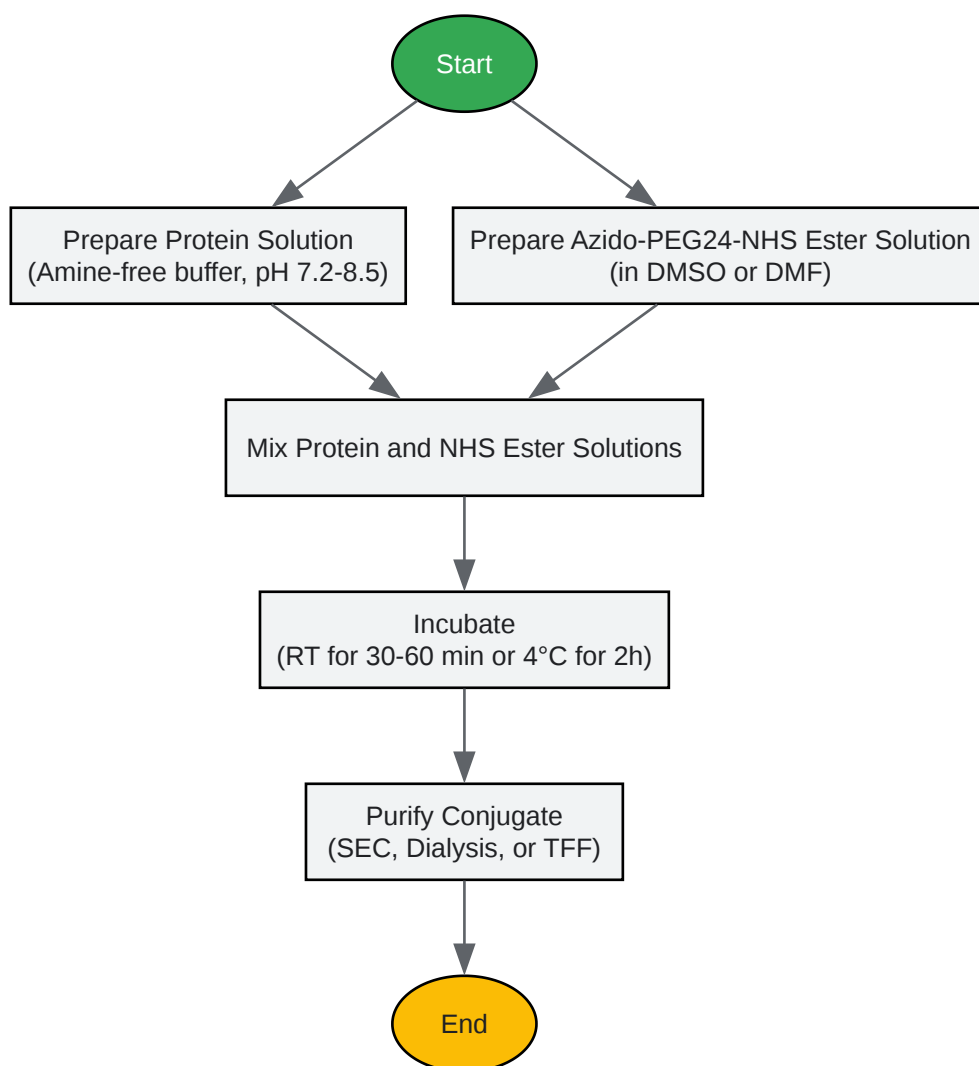 Start
Prepare Protein Solution
(Amine-free buffer, pH 7.2-8.5)
Prepare Azido-PEG24-NHS Ester Solution
(in DMSO or DMF)
Mix Protein and NHS Ester Solutions
Incubate
(RT for 30-60 min or 4°C for 2h)
Purify Conjugate
(SEC, Dialysis, or TFF)
End